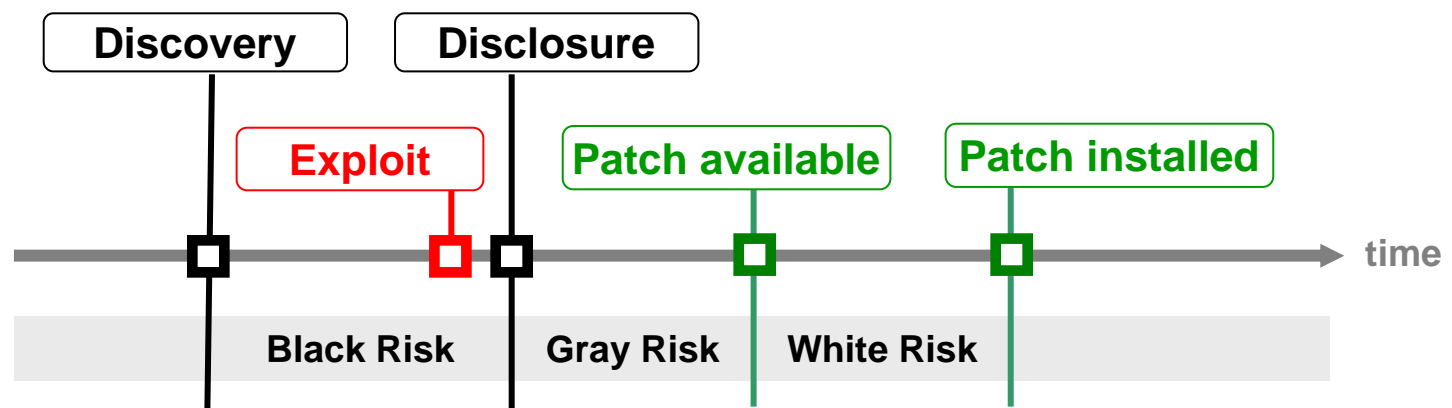 Discovery
Disclosure
Exploit
Patch available
Patch installed
time
Black Risk
Gray Risk
White Risk